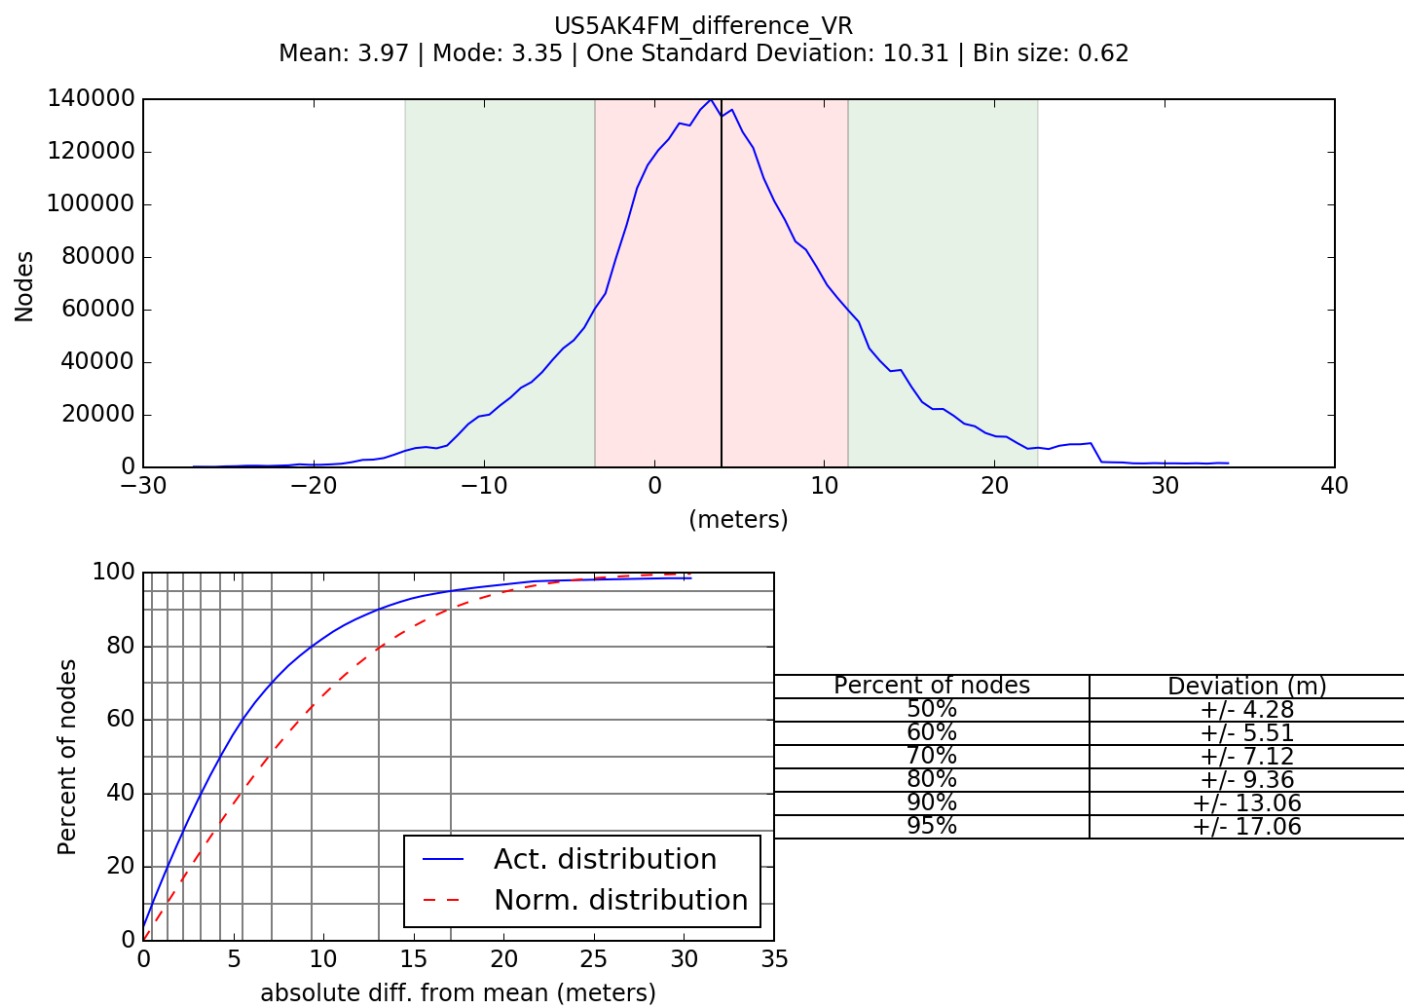 US5AK4FM_difference_VR
Mean: 3.97 | Mode: 3.35 | One Standard Deviation: 10.31 | Bin size: 0.62
140000
120000
100000
80000
60000
40000
20000
0
Nodes
−30 −20 −10 0 10 20 30 40
(meters)
100
80
60
40
20
0
Percent of nodes
Act. distribution
Norm. distribution
0 5 10 15 20 25 30 35
absolute diff. from mean (meters)
Percent of nodes Deviation (m)
50% +/- 4.28
60% +/- 5.51
70% +/- 7.12
80% +/- 9.36
90% +/- 13.06
95% +/- 17.06